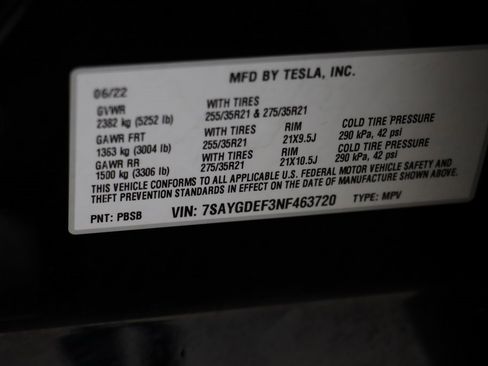 MFD BY TESLA, INC.
06/22
GVWR WITH TIRES
2382 kg (5252 lb) 255/35R21 & 275/35R21
GAWR FRT WITH TIRES RIM COLD TIRE PRESSURE
1363 kg (3004 lb) 255/35R21 21X9.5J 290 kPa, 42 psi
GAWR RR WITH TIRES RIM COLD TIRE PRESSURE
1500 kg (3306 lb) 275/35R21 21X10.5J 290 kPa, 42 psi
THIS VEHICLE CONFORMS TO ALL APPLICABLE U.S. FEDERAL MOTOR VEHICLE SAFETY AND
THEFT PREVENTION STANDARDS IN EFFECT ON THE DATE OF MANUFACTURE SHOWN ABOVE.
PNT: PBSB VIN: 7SAYGDEF3NF463720 TYPE: MPV